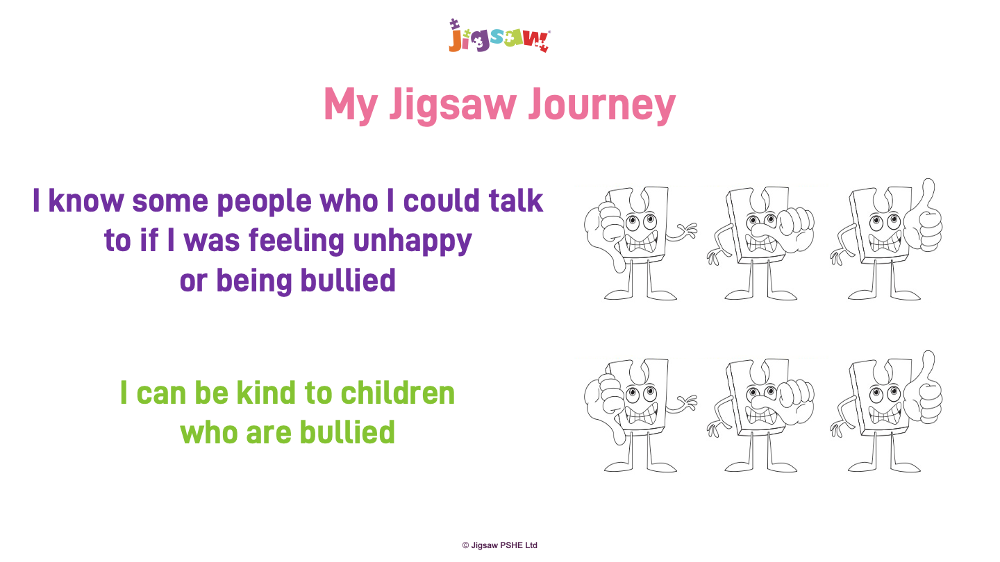 jigsaw
My Jigsaw Journey
I know some people who I could talk
to if I was feeling unhappy
or being bullied
I can be kind to children
who are bullied
© Jigsaw PSHE Ltd